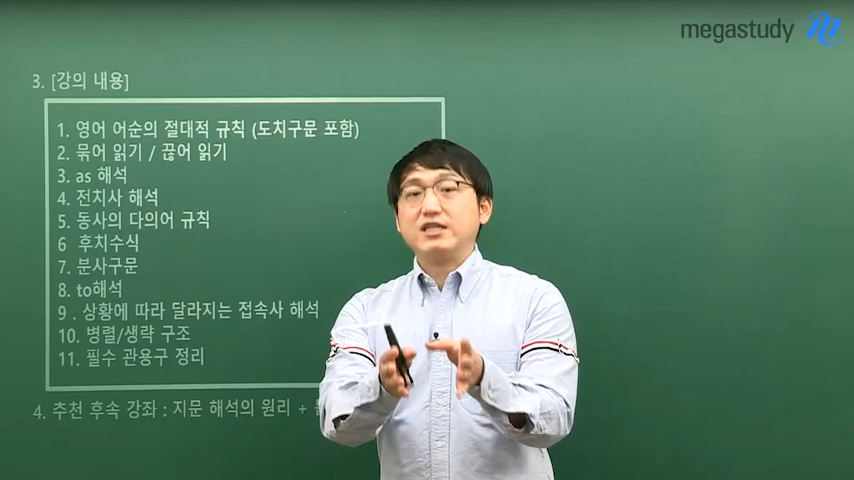 megastudy
3. [강의 내용]
1. 영어 어순의 절대적 규칙 (도치구문 포함)
2. 묶어 읽기 / 끊어 읽기
3. as 해석
4. 전치사 해석
5. 동사의 다의어 규칙
6 후치수식
7. 분사구문
8. to해석
9 . 상황에 따라 달라지는 접속사 해석
10. 병렬/생략 구조
11. 필수 관용구 정리
4. 추천 후속 강좌 : 지문 해석의 원리 +